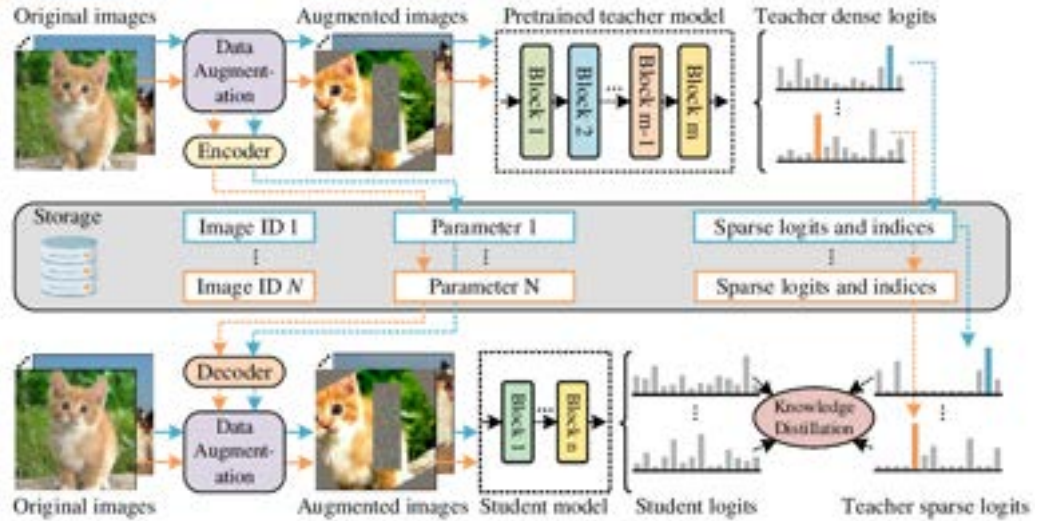 Original images
Augmented images
Pretrained teacher model
Teacher dense logits
Data
Augment-
ation
Encoder
Block 1
Block 2
...
Block m-1
Block m
Storage
Image ID 1
Parameter 1
Sparse logits and indices
Image ID N
Parameter N
Sparse logits and indices
Decoder
Data
Augment-
ation
Block 1
...
Block n
Knowledge
Distillation
Original images
Augmented images
Student model
Student logits
Teacher sparse logits